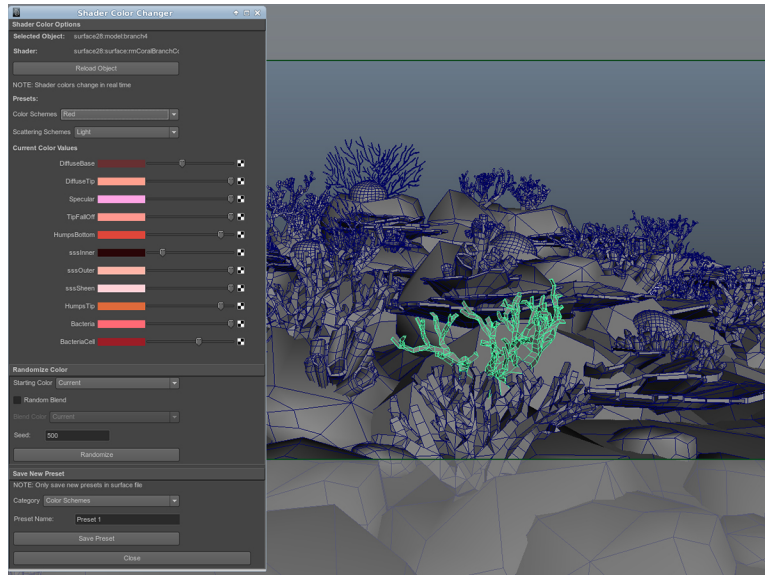 Shader Color Changer
Shader Color Options
Selected Object: surface28:model:branch4
Shader: surface28:surface:rmCoralBranchCo
Reload Object
NOTE: Shader colors change in real time
Presets:
Color Schemes Red
Scattering Schemes Light
Current Color Values
DiffuseBase
DiffuseTip
Specular
TipFallOff
HumpsBottom
sssInner
sssOuter
sssSheen
HumpsTip
Bacteria
BacteriaCell
Randomize Color
Starting Color Current
Random Blend
Blend Color Current
Seed: 500
Randomize
Save New Preset
NOTE: Only save new presets in surface file
Category Color Schemes
Preset Name: Preset 1
Save Preset
Close